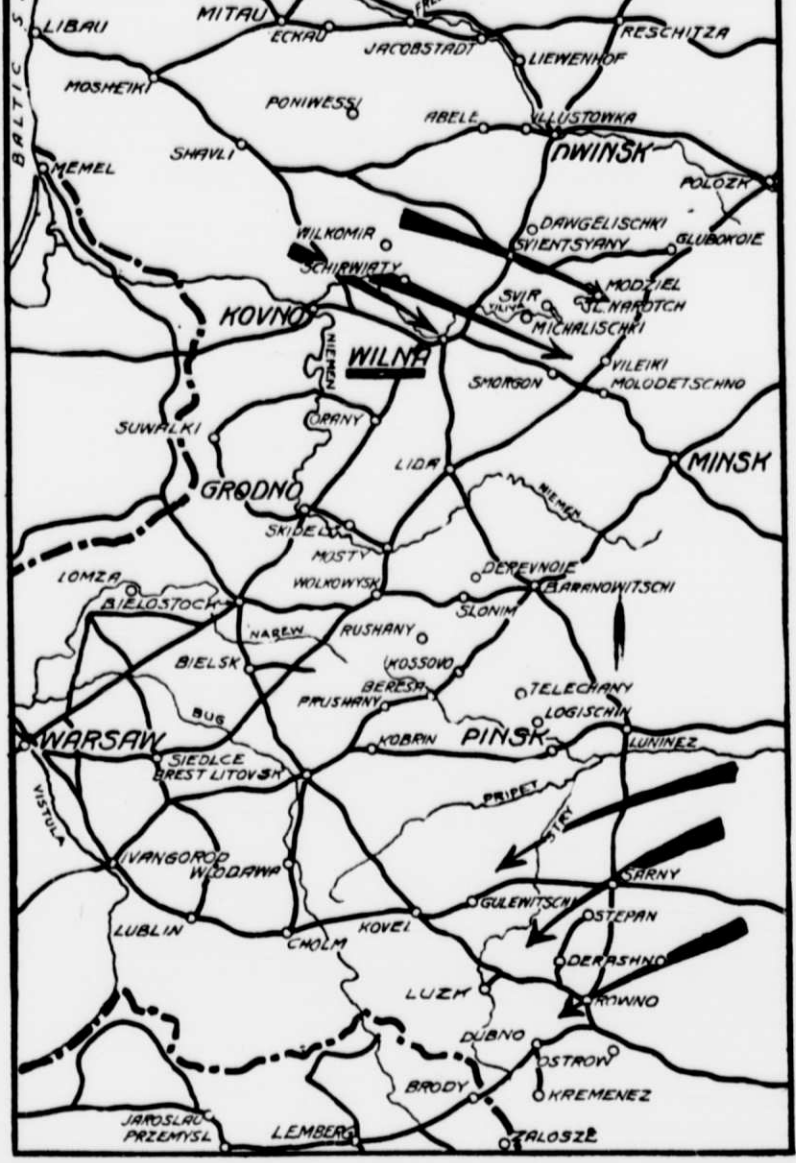 BALTIC S
LIBAU
MITAU
ECKAU
JACOBSTADT
RESCHITZA
LIEWENHOF
MOSHEIKI
PONIWESSI
ABELE
ILLUSTOWKA
DWINSK
SHAVLI
MEMEL
POLOZK
WILKOMIR
DAWGELISCHKI
SVIENTSYANY
GLUBOKOIE
SCHIRWIATY
MODZIEL
SVIR
L. NAROTCH
VILIYA
MICHALISCHKI
KOVNO
NIEMEN
WILNA
VILEIKI
SMORGON
MOLODETSCHNO
ORANY
SUWALKI
LIDA
MINSK
GRODNO
NIEMEN
SKIDEL
MOSTY
LOMZA
DEREVNOIE
WOLKOWYSK
BARANOWITSCHI
BIELOSTOCK
SLONIM
NAREW
RUSHANY
BIELSK
KOSSOVO
BERESA
TELECHANY
PRUSHANY
BUG
LOGISCHIN
WARSAW
KOBRIN
PINSK
LUNINEZ
SIEDLCE
BREST LITOVSK
PRIPET
VISTULA
STRY
IVANGOROD
WLODAWA
SARNY
GULEWITSCHI
STEPAN
LUBLIN
CHOLM
KOVEL
DERASHNO
LUZK
ROWNO
DUBNO
OSTROW
BRODY
KREMENEZ
JAROSLAU
PRZEMYSL
LEMBERG
ZALOSZE